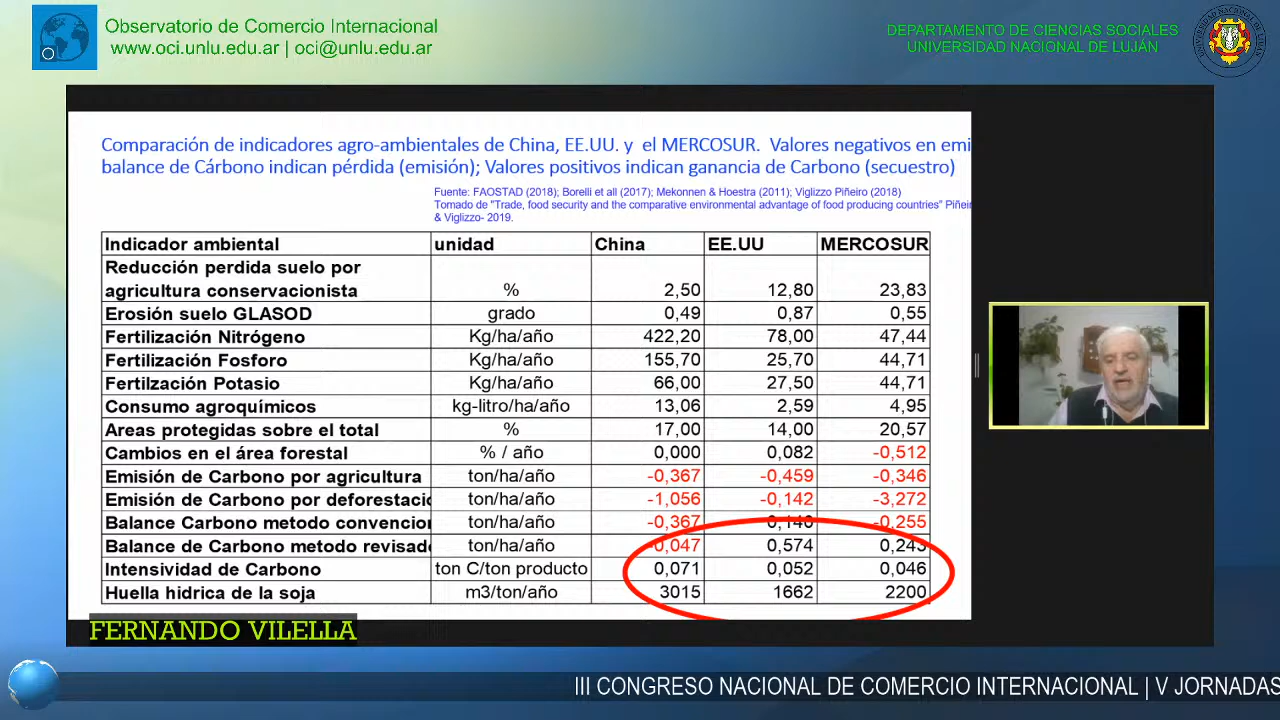 Observatorio de Comercio Internacional
www.oci.unlu.edu.ar | oci@unlu.edu.ar
DEPARTAMENTO DE CIENCIAS SOCIALES
UNIVERSIDAD NACIONAL DE LUJÁN
Comparación de indicadores agro-ambientales de China, EE.UU. y el MERCOSUR. Valores negativos en emi
balance de Cárbono indican pérdida (emisión); Valores positivos indican ganancia de Carbono (secuestro)
Fuente: FAOSTAD (2018); Borelli et all (2017); Mekonnen & Hoestra (2011); Viglizzo Piñeiro (2018)
Tomado de "Trade, food security and the comparative environmental advantage of food producing countries" Piñeir
& Viglizzo- 2019.
Indicador ambiental unidad China EE.UU MERCOSUR
Reducción perdida suelo por
agricultura conservacionista % 2,50 12,80 23,83
Erosión suelo GLASOD grado 0,49 0,87 0,55
Fertilización Nitrógeno Kg/ha/año 422,20 78,00 47,44
Fertilización Fosforo Kg/ha/año 155,70 25,70 44,71
Fertilzación Potasio Kg/ha/año 66,00 27,50 44,71
Consumo agroquímicos kg-litro/ha/año 13,06 2,59 4,95
Areas protegidas sobre el total % 17,00 14,00 20,57
Cambios en el área forestal % / año 0,000 0,082 -0,512
Emisión de Carbono por agricultura ton/ha/año -0,367 -0,459 -0,346
Emisión de Carbono por deforestacio ton/ha/año -1,056 -0,142 -3,272
Balance Carbono metodo convencion ton/ha/año -0,367 0,140 -0,255
Balance de Carbono metodo revisado ton/ha/año -0,047 0,574 0,243
Intensividad de Carbono ton C/ton producto 0,071 0,052 0,046
Huella hidrica de la soja m3/ton/año 3015 1662 2200
FERNANDO VILELLA
III CONGRESO NACIONAL DE COMERCIO INTERNACIONAL | V JORNADAS